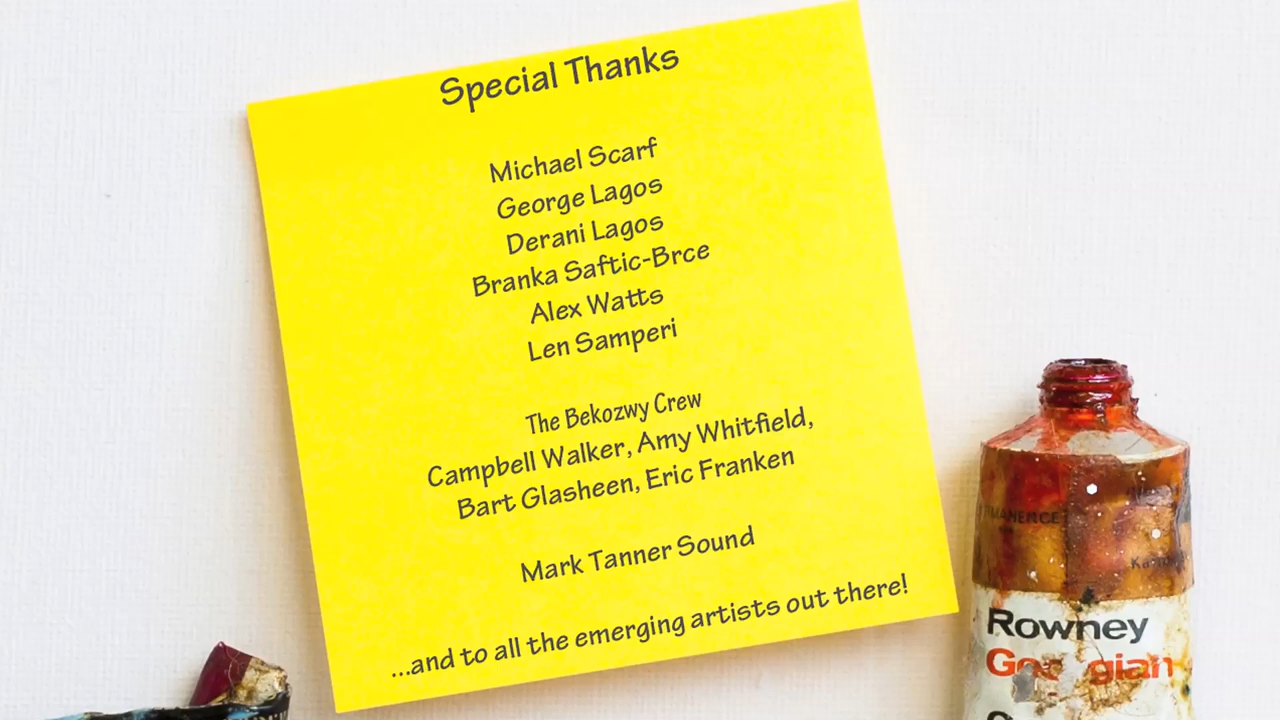 Special Thanks
Michael Scarf
George Lagos
Derani Lagos
Branka Saftic-Brce
Alex Watts
Len Samperi
The Bekozwy Crew
Campbell Walker, Amy Whitfield,
Bart Glasheen, Eric Franken
Mark Tanner Sound
...and to all the emerging artists out there!
Rowney